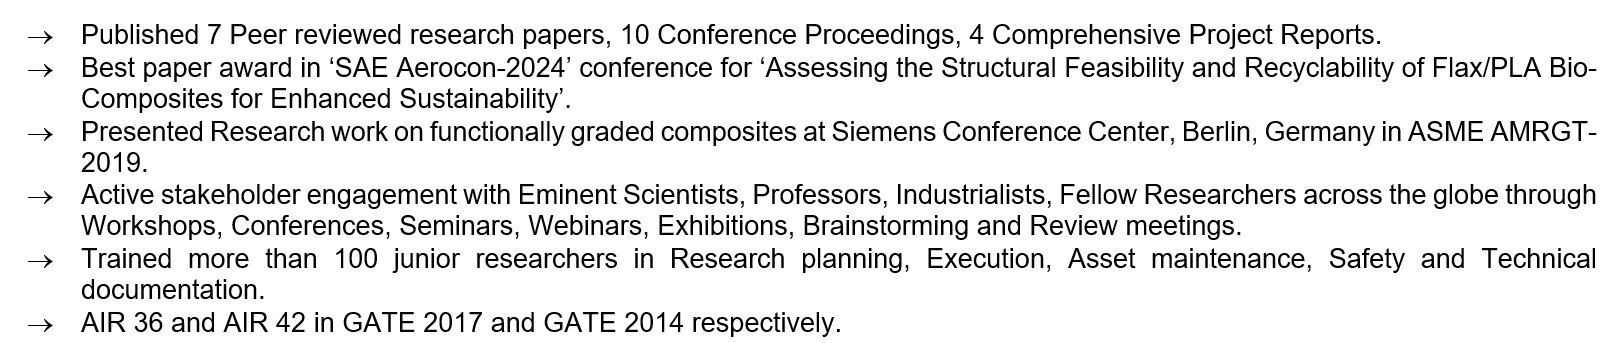 → Published 7 Peer reviewed research papers, 10 Conference Proceedings, 4 Comprehensive Project Reports.
→ Best paper award in ‘SAE Aerocon-2024’ conference for ‘Assessing the Structural Feasibility and Recyclability of Flax/PLA Bio-
Composites for Enhanced Sustainability’.
→ Presented Research work on functionally graded composites at Siemens Conference Center, Berlin, Germany in ASME AMRGT-
2019.
→ Active stakeholder engagement with Eminent Scientists, Professors, Industrialists, Fellow Researchers across the globe through
Workshops, Conferences, Seminars, Webinars, Exhibitions, Brainstorming and Review meetings.
→ Trained more than 100 junior researchers in Research planning, Execution, Asset maintenance, Safety and Technical
documentation.
→ AIR 36 and AIR 42 in GATE 2017 and GATE 2014 respectively.